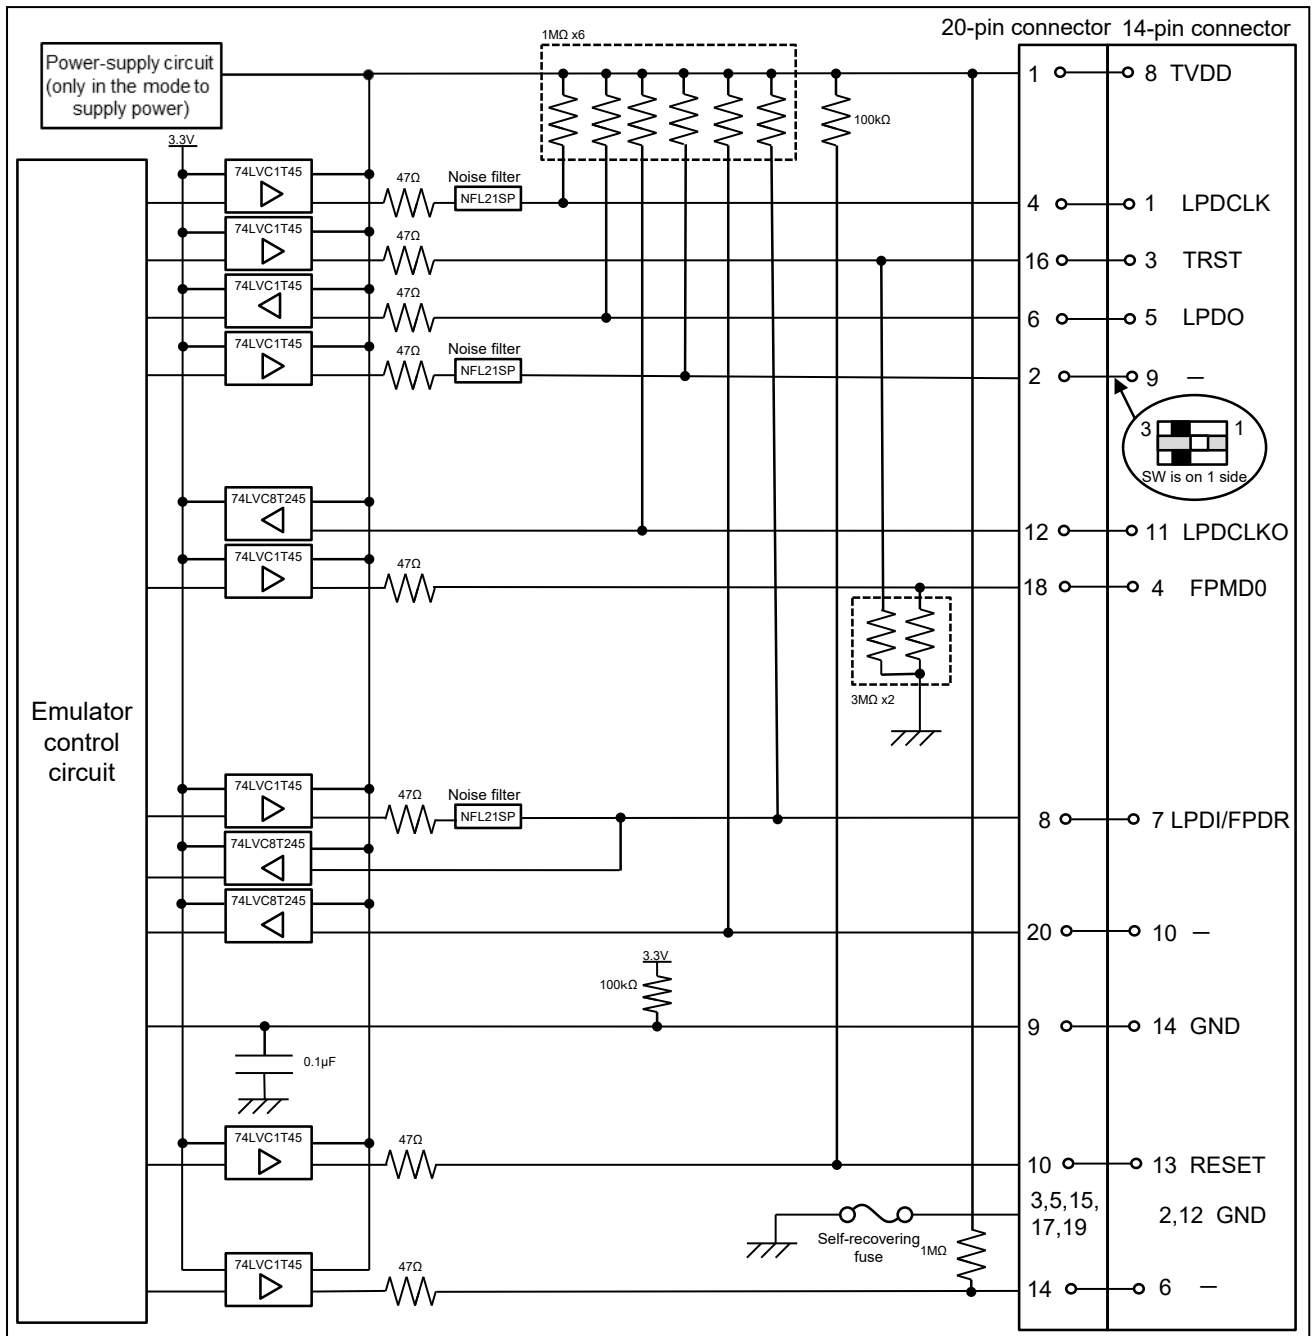 20-pin connector 14-pin connector
1MΩ x6
Power-supply circuit
(only in the mode to
supply power)
1 8 TVDD
100kΩ
3.3V
74LVC1T45
47Ω
Noise filter
NFL21SP
4 1 LPDCLK
74LVC1T45
47Ω
16 3 TRST
74LVC1T45
47Ω
6 5 LPDO
74LVC1T45
47Ω
Noise filter
NFL21SP
2 9 —
3 1
SW is on 1 side
74LVC8T245
12 11 LPDCLKO
74LVC1T45
47Ω
18 4 FPMD0
3MΩ x2
Emulator
control
circuit
74LVC1T45
47Ω
Noise filter
NFL21SP
8 7 LPDI/FPDR
74LVC8T245
74LVC8T245
20 10 —
3.3V
100kΩ
9 14 GND
0.1µF
74LVC1T45
47Ω
10 13 RESET
3,5,15,
17,19
2,12 GND
Self-recovering
fuse
1MΩ
74LVC1T45
47Ω
14 6 —